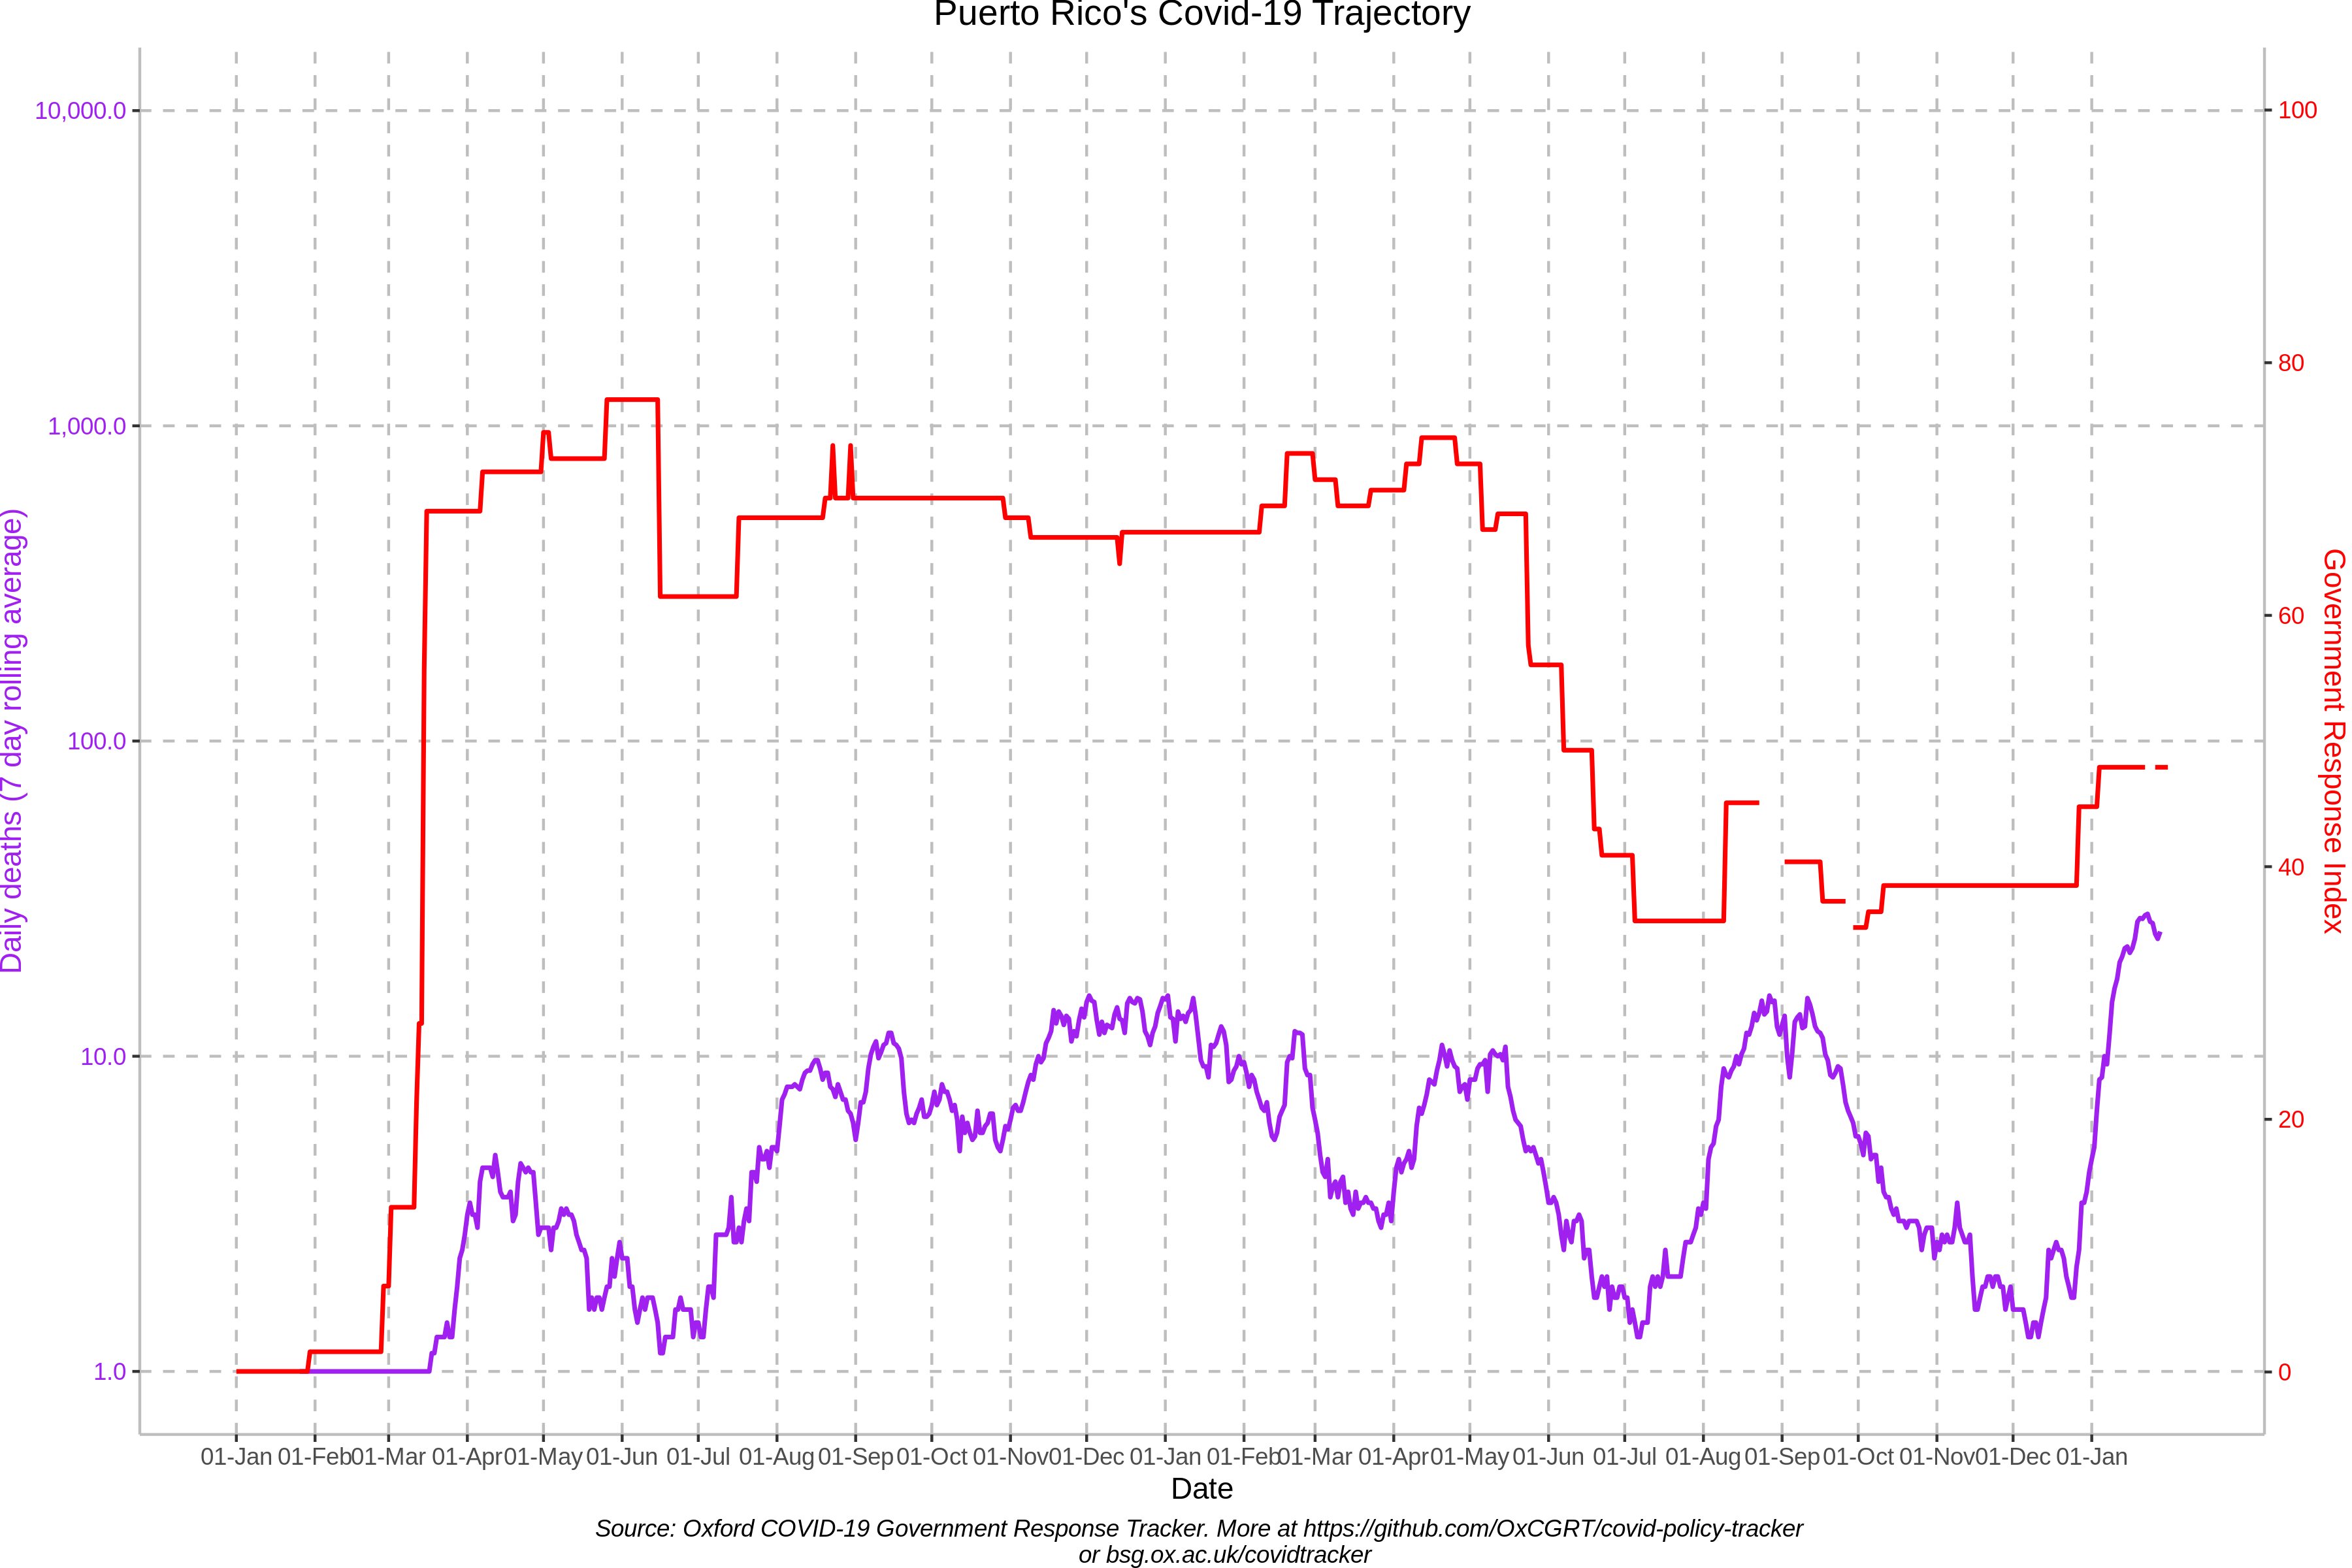 Puerto Rico's Covid-19 Trajectory
10,000.0
1,000.0
100.0
10.0
1.0
Daily deaths (7 day rolling average)
100
80
60
40
20
0
Government Response Index
01-Jan 01-Feb 01-Mar 01-Apr 01-May 01-Jun 01-Jul 01-Aug 01-Sep 01-Oct 01-Nov 01-Dec 01-Jan 01-Feb 01-Mar 01-Apr 01-May 01-Jun 01-Jul 01-Aug 01-Sep 01-Oct 01-Nov 01-Dec 01-Jan
Date
Source: Oxford COVID-19 Government Response Tracker. More at https://github.com/OxCGRT/covid-policy-tracker
or bsg.ox.ac.uk/covidtracker